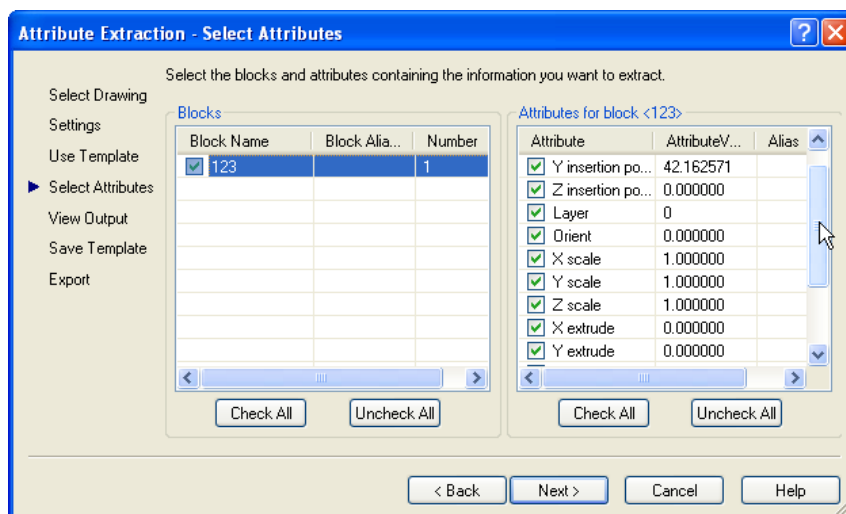 Attribute Extraction - Select Attributes
Select the blocks and attributes containing the information you want to extract.
Select Drawing
Settings
Use Template
Select Attributes
View Output
Save Template
Export
Blocks
Block Name Block Alia... Number
123 1
Check All Uncheck All
Attributes for block <123>
Attribute AttributeV... Alias
Y insertion po... 42.162571
Z insertion po... 0.000000
Layer 0
Orient 0.000000
X scale 1.000000
Y scale 1.000000
Z scale 1.000000
X extrude 0.000000
Y extrude 0.000000
Check All Uncheck All
< Back Next > Cancel Help